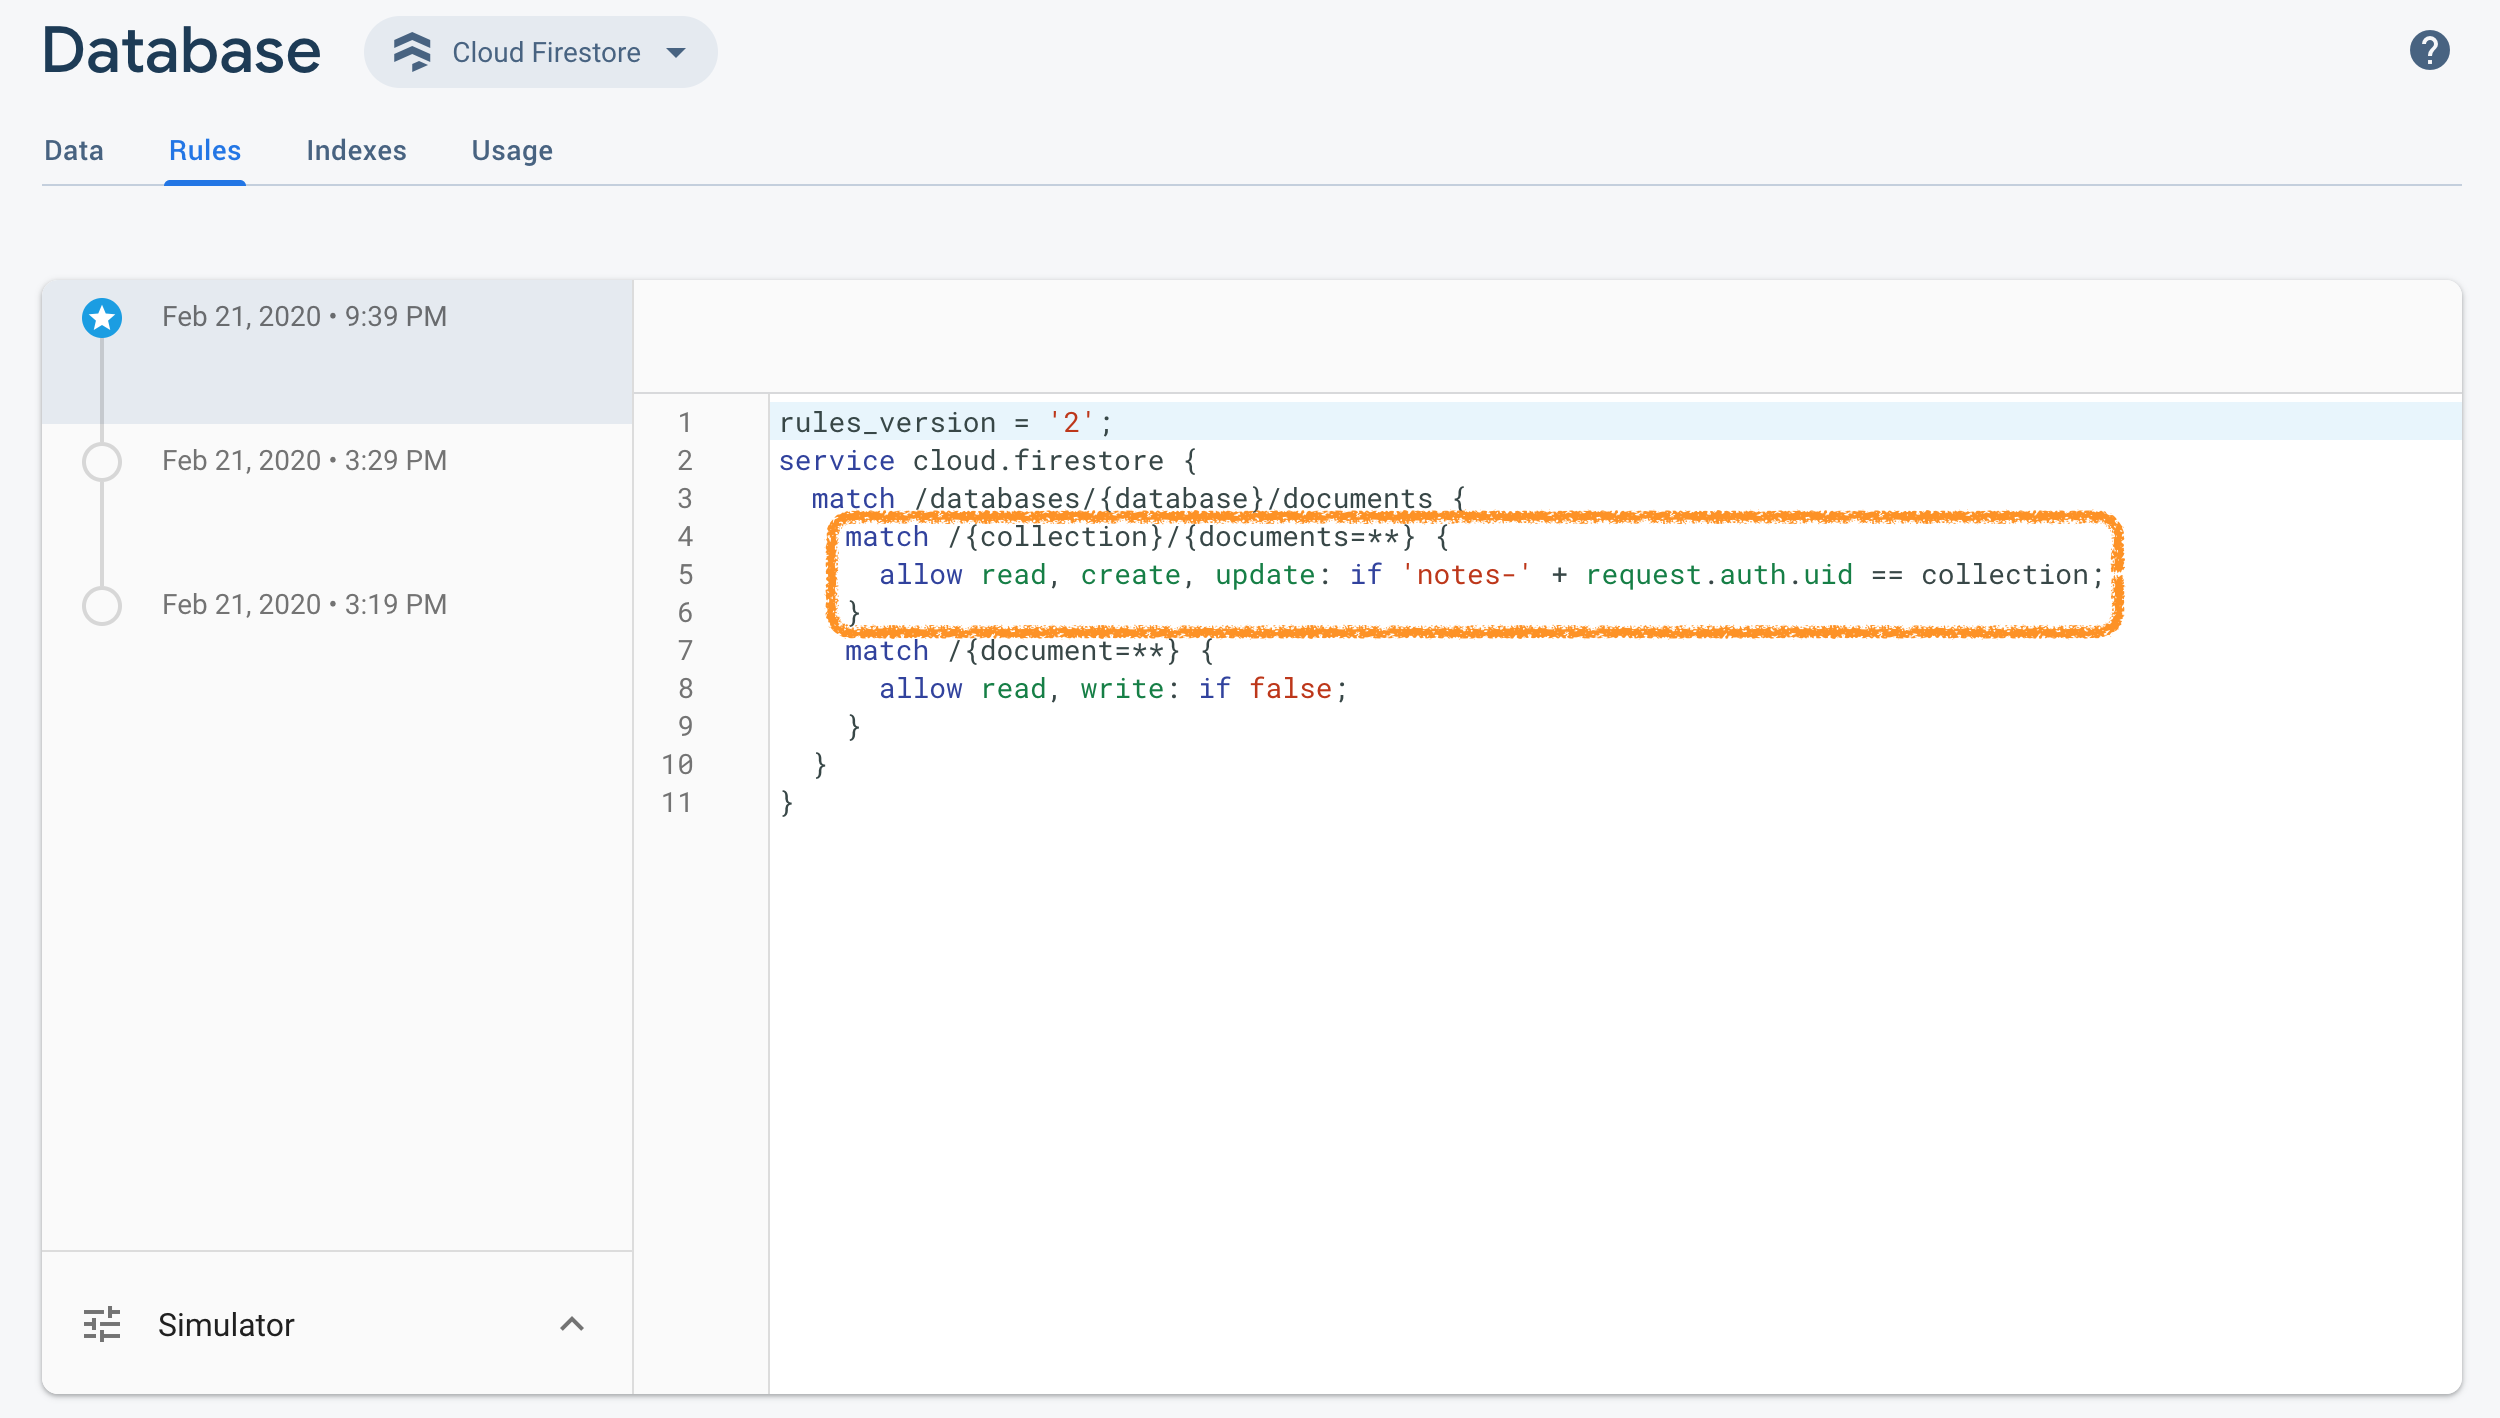 Database
Cloud Firestore
Data Rules Indexes Usage
Feb 21, 2020 • 9:39 PM
Feb 21, 2020 • 3:29 PM
Feb 21, 2020 • 3:19 PM
Simulator
1 rules_version = '2';
2 service cloud.firestore {
3 match /databases/{database}/documents {
4 match /{collection}/{documents=**} {
5 allow read, create, update: if 'notes-' + request.auth.uid == collection;
6 }
7 match /{document=**} {
8 allow read, write: if false;
9 }
10 }
11 }